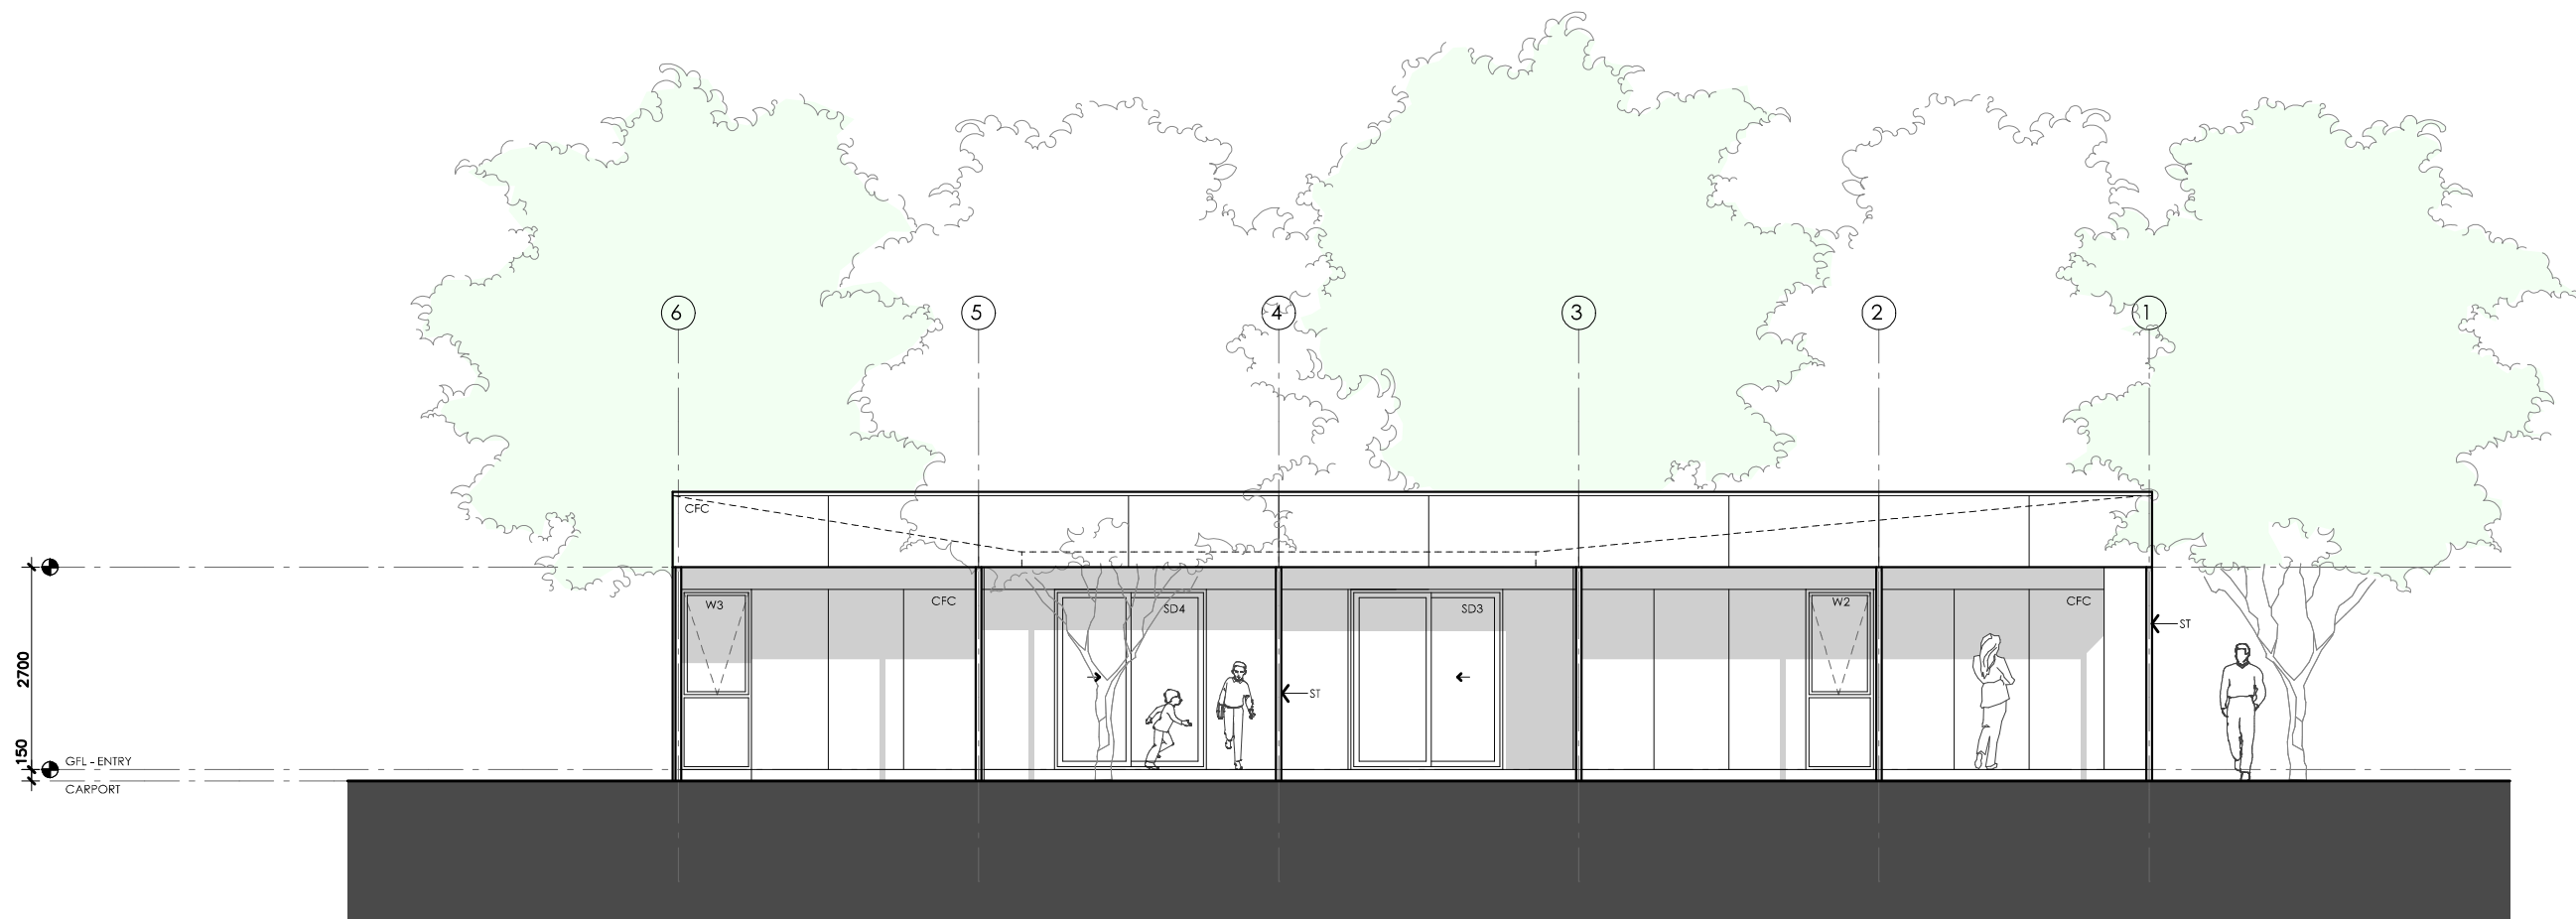 6
5
4
3
2
1
CFC
W3
CFC
SD4
SD3
W2
CFC
ST
ST
2700
150
GFL - ENTRY
CARPORT